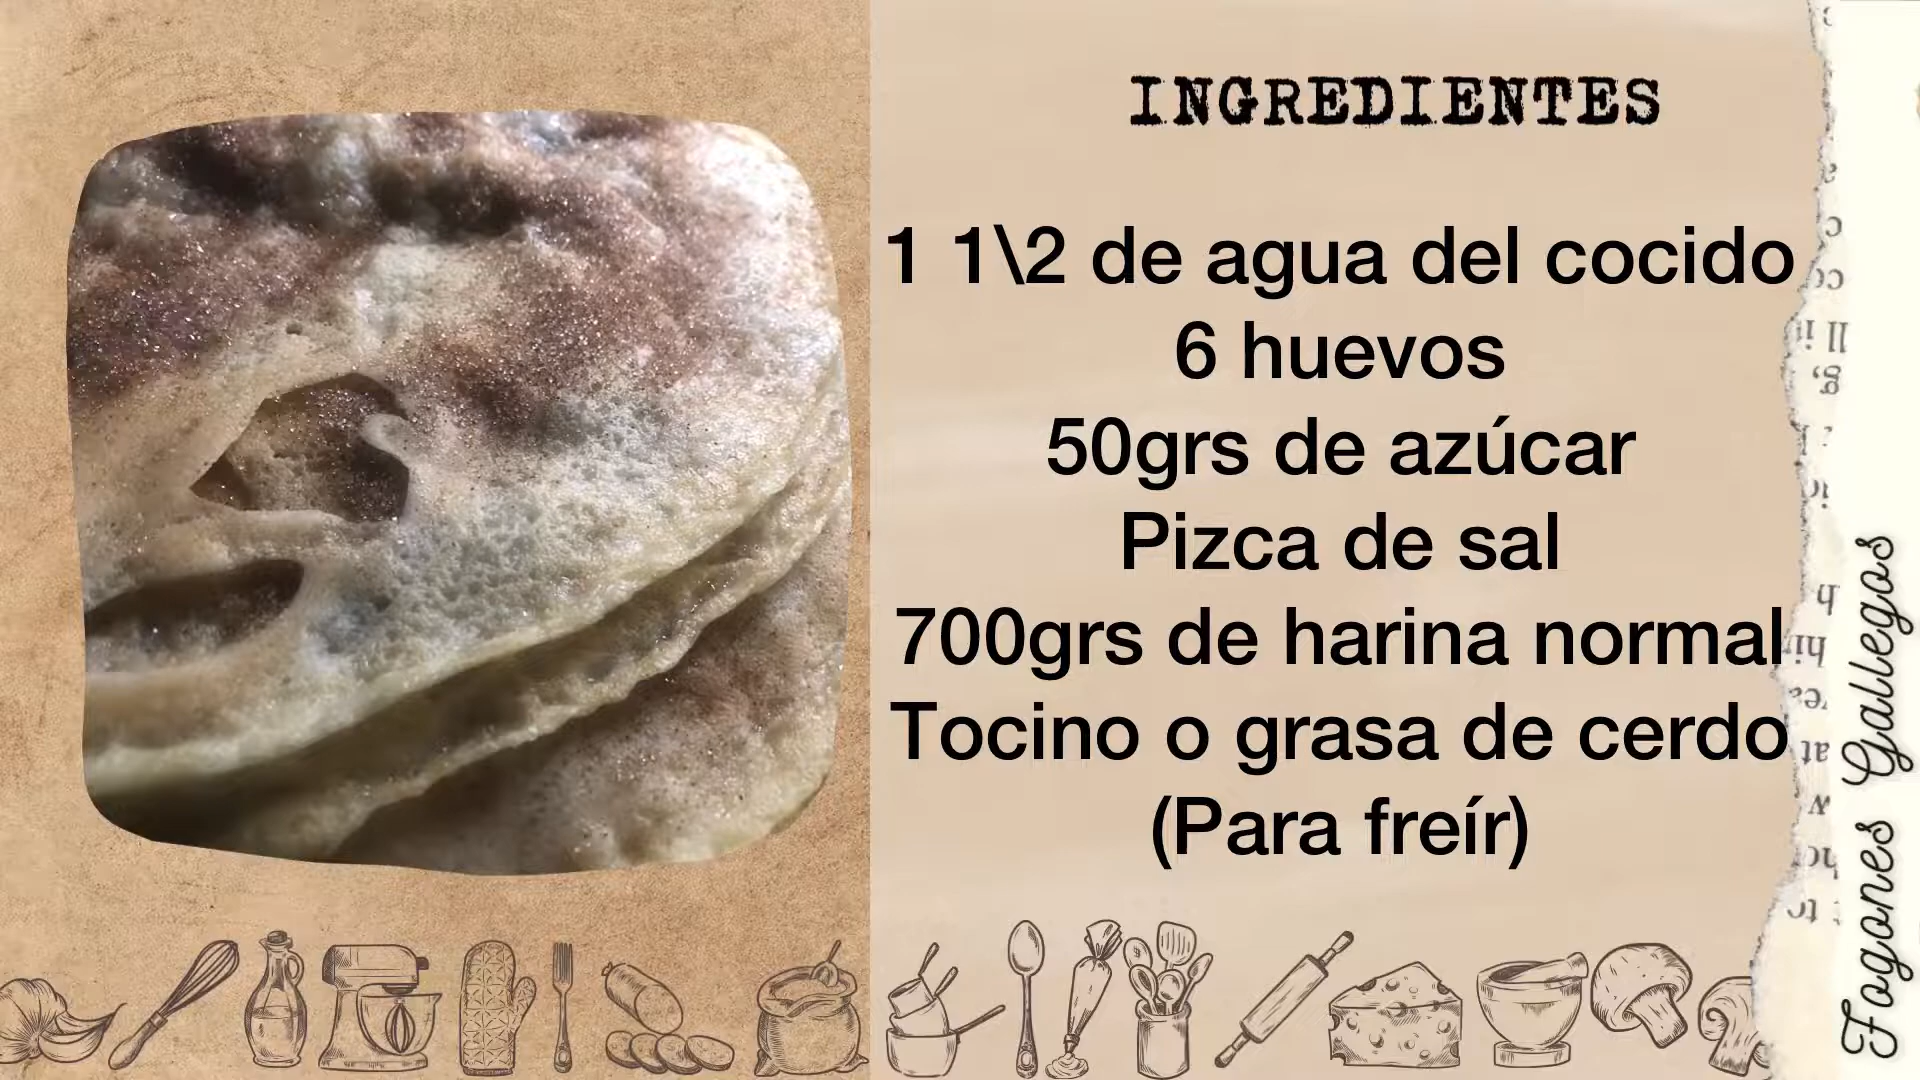 INGREDIENTES
1 1\2 de agua del cocido
6 huevos
50grs de azúcar
Pizca de sal
700grs de harina normal
Tocino o grasa de cerdo
(Para freír)
Fogones Gallegos